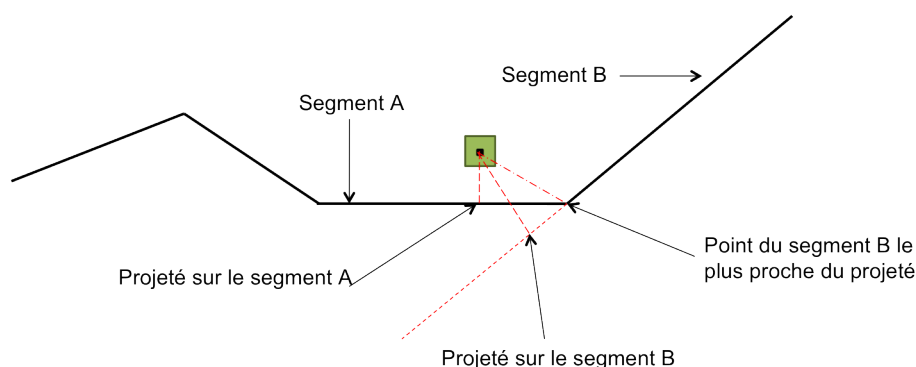 Segment B
Segment A
Point du segment B le
plus proche du projeté
Projeté sur le segment A
Projeté sur le segment B